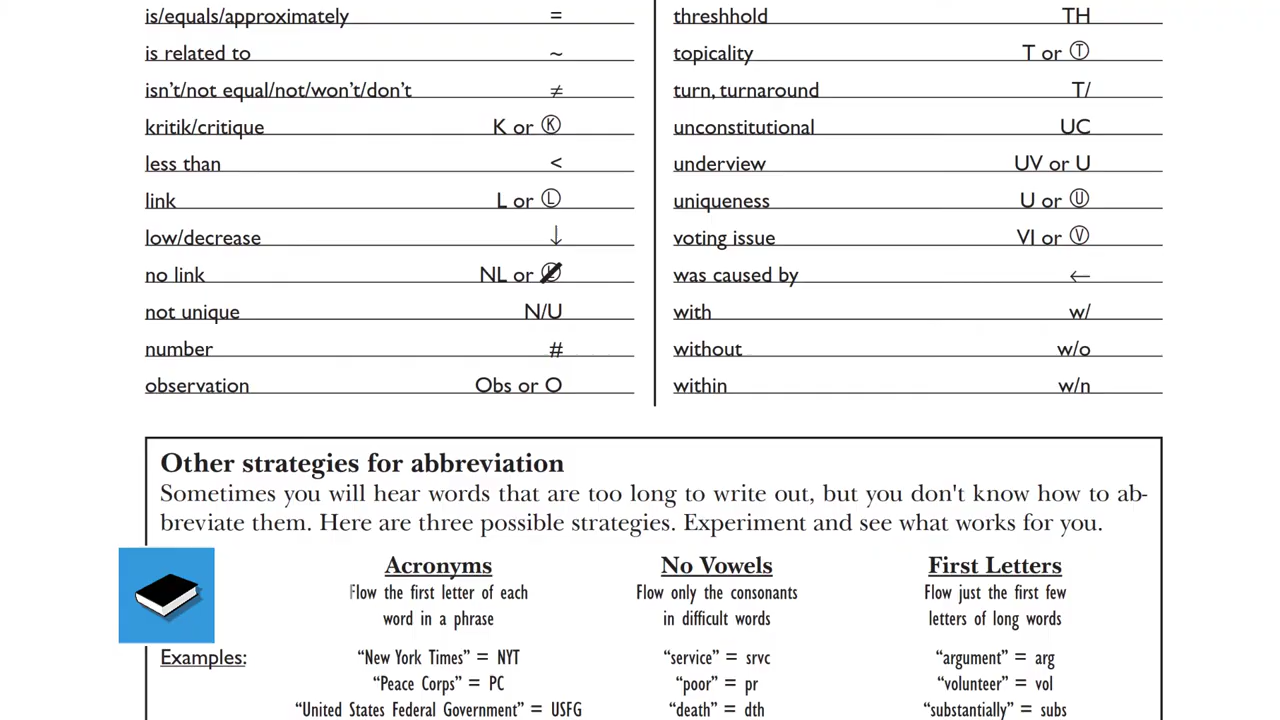 is/equals/approximately =
is related to ~
isn't/not equal/not/won't/don't ≠
kritik/critique K or Ⓚ
less than <
link L or Ⓛ
low/decrease ↓
no link NL or Ⓛ
not unique N/U
number #
observation Obs or O
threshhold TH
topicality T or Ⓣ
turn, turnaround T/
unconstitutional UC
underview UV or U
uniqueness U or Ⓤ
voting issue VI or Ⓥ
was caused by ←
with w/
without w/o
within w/n
Other strategies for abbreviation
Sometimes you will hear words that are too long to write out, but you don't know how to ab-
breviate them. Here are three possible strategies. Experiment and see what works for you.
Acronyms
Flow the first letter of each
word in a phrase
No Vowels
Flow only the consonants
in difficult words
First Letters
Flow just the first few
letters of long words
Examples:
"New York Times" = NYT
"Peace Corps" = PC
"United States Federal Government" = USFG
"service" = srvc
"poor" = pr
"death" = dth
"argument" = arg
"volunteer" = vol
"substantially" = subs